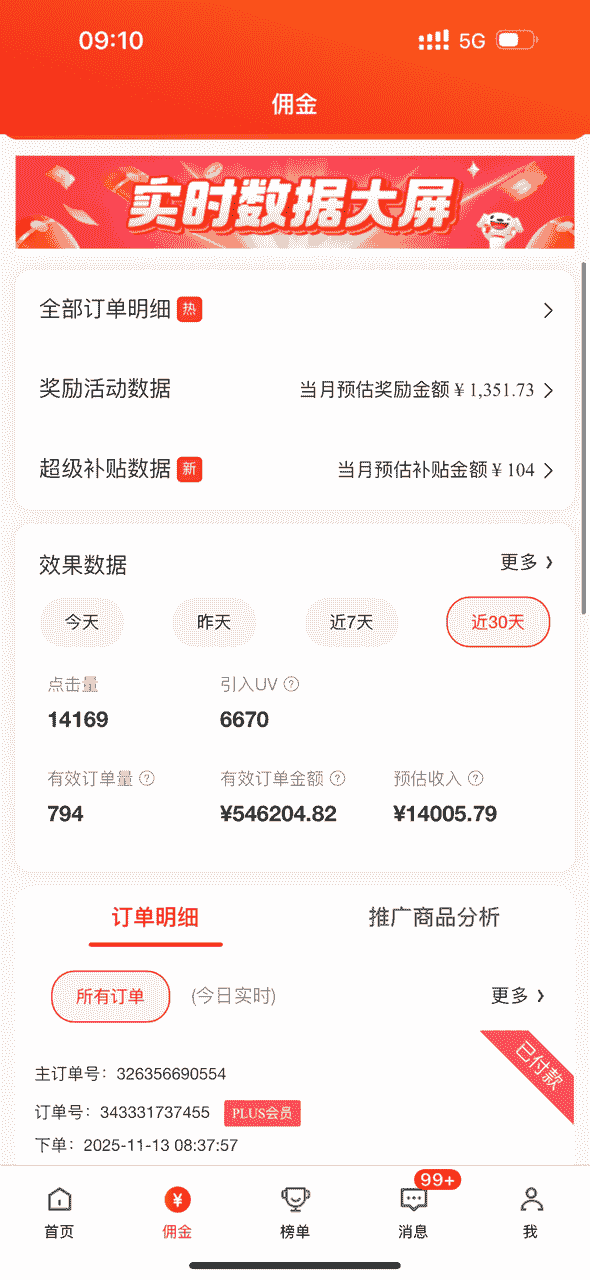 09:10 5G
佣金
实时数据大屏
全部订单明细 热
奖励活动数据 当月预估奖励金额 ¥ 1,351.73
超级补贴数据 新 当月预估补贴金额 ¥ 104
效果数据 更多
今天 昨天 近7天 近30天
点击量 引入UV
14169 6670
有效订单量 有效订单金额 预估收入
794 ¥546204.82 ¥14005.79
订单明细 推广商品分析
所有订单 (今日实时) 更多
已付款
主订单号：326356690554
订单号：343331737455 PLUS会员
下单：2025-11-13 08:37:57
99+
首页 佣金 榜单 消息 我